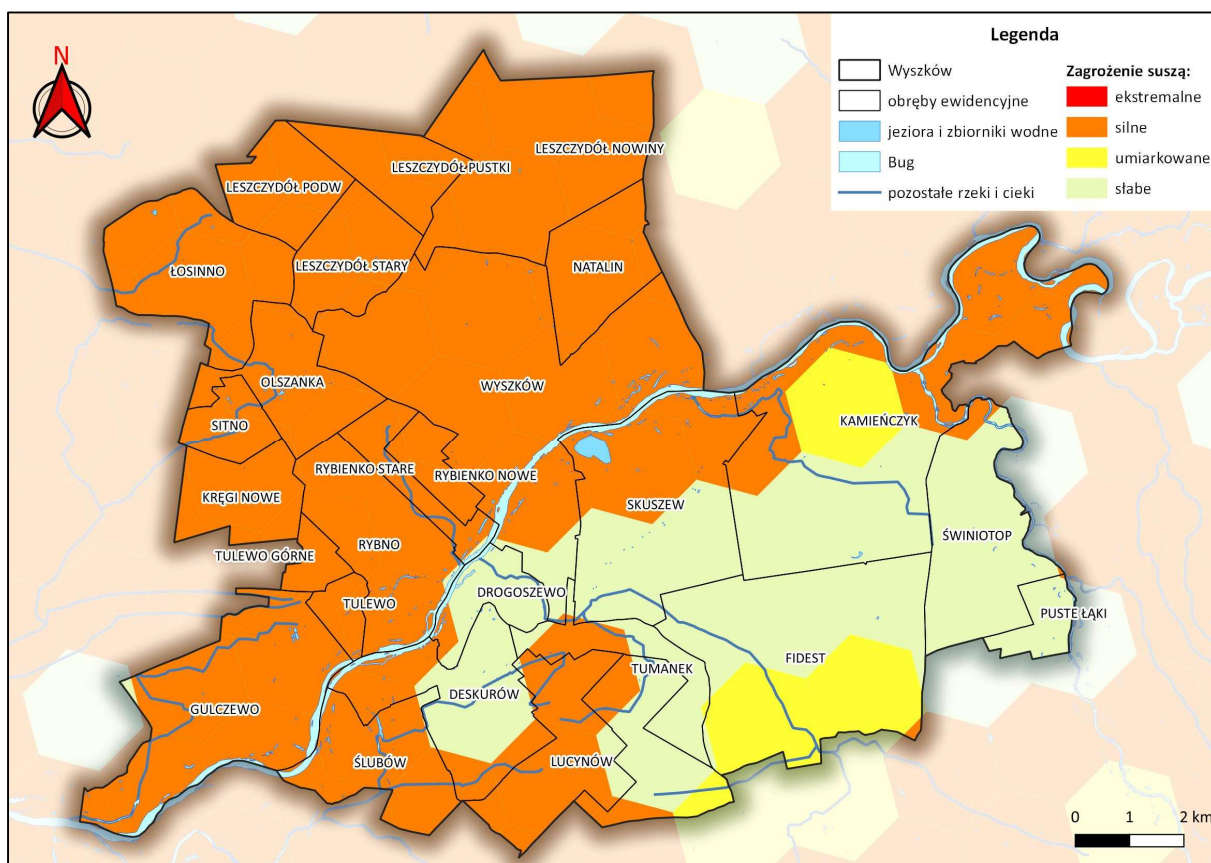 N
Legenda
Wyszków
obręby ewidencyjne
jeziora i zbiorniki wodne
Bug
pozostałe rzeki i cieki
Zagrożenie suszą:
ekstremalne
silne
umiarkowane
słabe
LESZCZYDÓŁ NOWINY
LESZCZYDÓŁ PUSTKI
LESZCZYDÓŁ PODW
ŁOSINNO
LESZCZYDÓŁ STARY
NATALIN
OLSZANKA
WYSZKÓW
KAMIEŃCZYK
SITNO
RYBIENKO STARE
RYBIENKO NOWE
KRĘGI NOWE
SKUSZEW
ŚWINIOTOP
RYBNO
TULEWO GÓRNE
DROGOSZEWO
TULEWO
PUSTE ŁĄKI
FIDEST
TUMANEK
DESKURÓW
GULCZEWO
ŚLUBÓW
LUCYNÓW
0 1 2 km